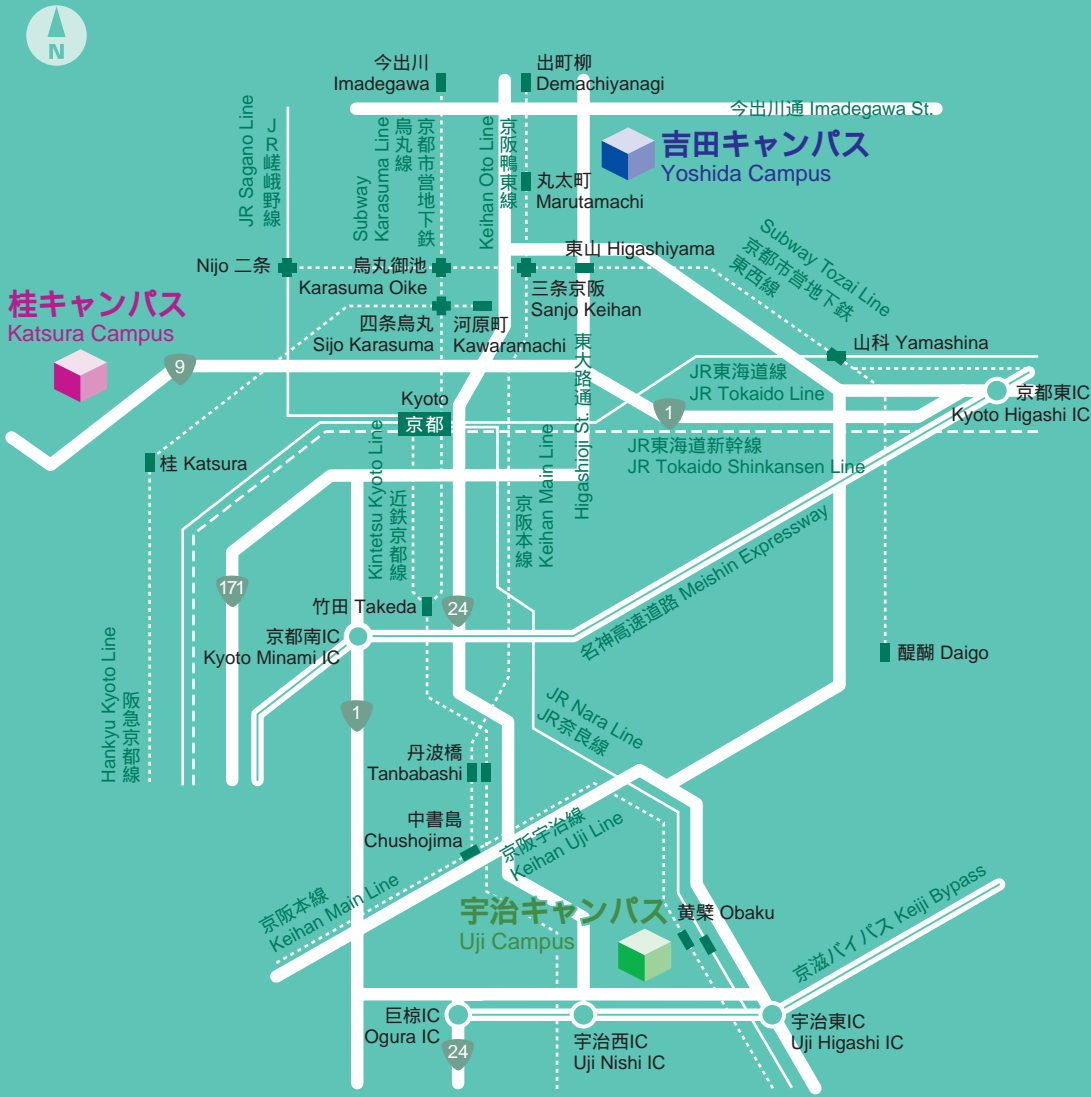 N
今出川
Imadegawa
出町柳
Demachiyanagi
今出川通 Imadegawa St.
JR Sagano Line
JR嵯峨野線
Subway
Karasuma Line
烏丸線
京都市営地下鉄
Keihan Oto Line
京阪鴨東線
吉田キャンパス
Yoshida Campus
丸太町
Marutamachi
Subway Tozai Line
京都市営地下鉄
東西線
東山 Higashiyama
Nijo 二条
烏丸御池
Karasuma Oike
三条京阪
Sanjo Keihan
桂キャンパス
Katsura Campus
四条烏丸
Sijo Karasuma
河原町
Kawaramachi
東大路通
Higashioji St.
山科 Yamashina
9
JR東海道線
JR Tokaido Line
京都東IC
Kyoto Higashi IC
Kyoto
京都
1
JR東海道新幹線
JR Tokaido Shinkansen Line
桂 Katsura
Kintetsu Kyoto Line
近鉄京都線
京阪本線
Keihan Main Line
名神高速道路 Meishin Expressway
171
竹田 Takeda
24
京都南IC
Kyoto Minami IC
醍醐 Daigo
Hankyu Kyoto Line
阪急京都線
1
JR Nara Line
JR奈良線
丹波橋
Tanbabashi
中書島
Chushojima
京阪宇治線
Keihan Uji Line
京阪本線
Keihan Main Line
宇治キャンパス
Uji Campus
黄檗 Obaku
京滋バイパス Keiji Bypass
巨椋IC
Ogura IC
宇治西IC
Uji Nishi IC
宇治東IC
Uji Higashi IC
24